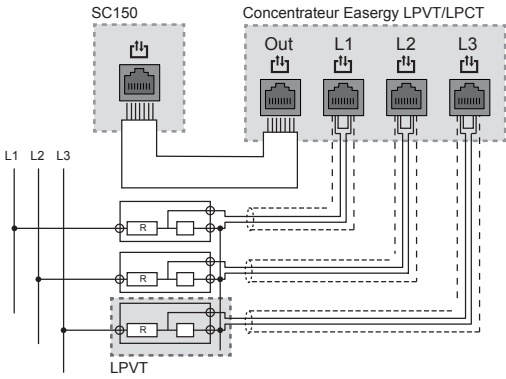 SC150
Concentrateur Easergy LPVT/LPCT
Out L1 L2 L3
L1 L2 L3
R
R
R
LPVT